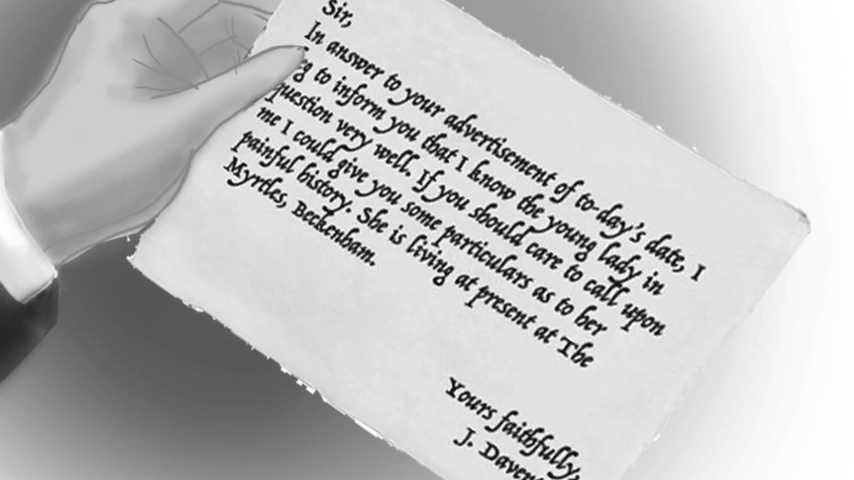 Sir,
In answer to your advertisement of to-day's date, I
to inform you that I know the young lady in
question very well. If you should care to call upon
me I could give you some particulars as to her
painful history. She is living at present at The
Myrtles, Beckenham.
Yours faithfully,
J.